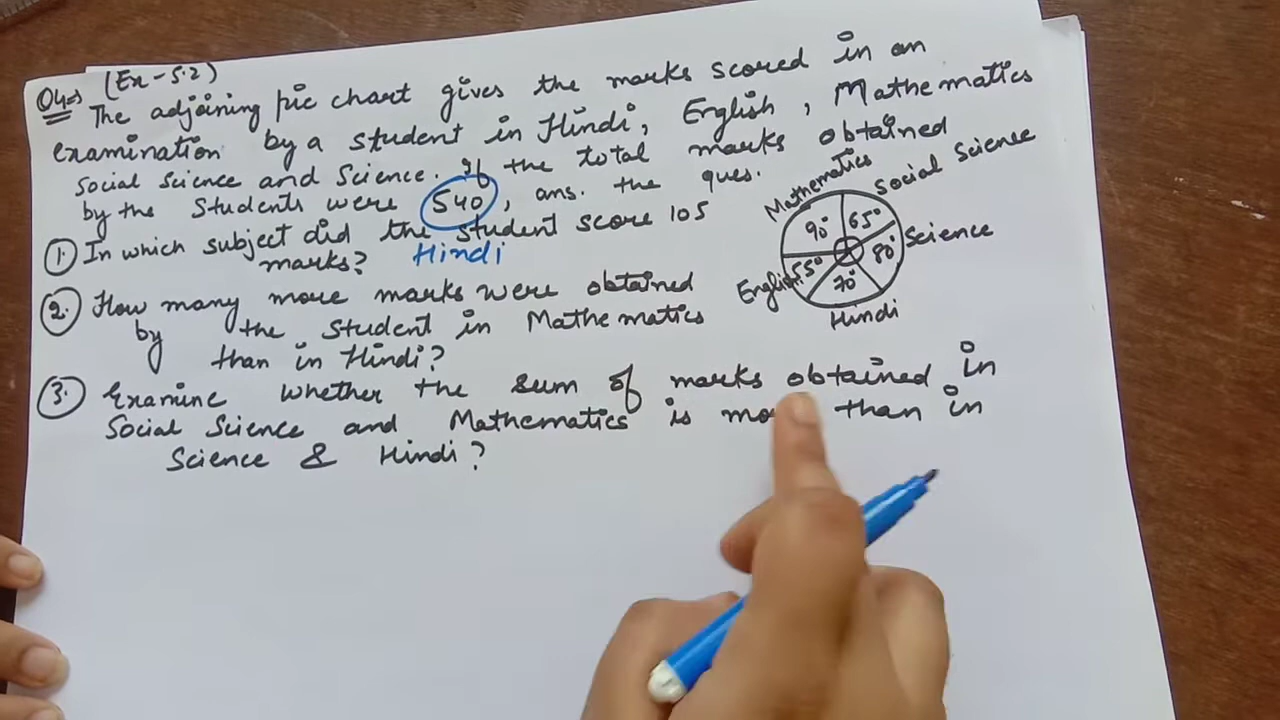 Q4⇒ (Ex-5.2)
The adjoining pie chart gives the marks scored in an
examination by a student in Hindi, English, Mathematics
Social Science and Science. If the total marks obtained
by the students were 540, ans. the ques.
1. In which subject did the student score 105
marks? Hindi
2. How many more marks were obtained
by the student in Mathematics
than in Hindi?
3. Examine whether the sum of marks obtained in
Social Science and Mathematics is than in
Science & Hindi?
Mathematics
Social Science
90° 65°
Science
80°
English 55°
70°
Hindi